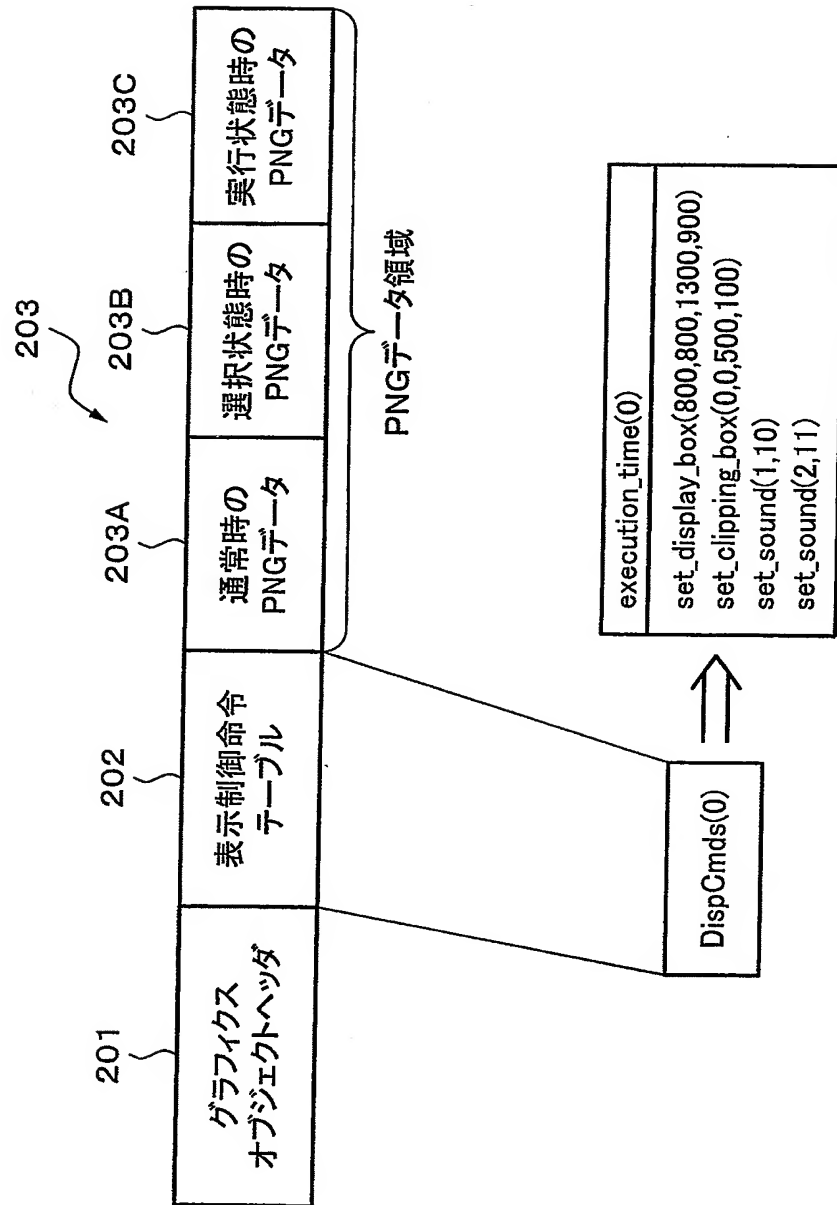 203
201
202
203A
203B
203C
グラフィクス
オブジェクトヘッダ
表示制御命令
テーブル
通常時の
PNGデータ
選択状態時の
PNGデータ
実行状態時の
PNGデータ
PNGデータ領域
DispCmds(0)
execution_time(0)
set_display_box(800,800,1300,900)
set_clipping_box(0,0,500,100)
set_sound(1,10)
set_sound(2,11)